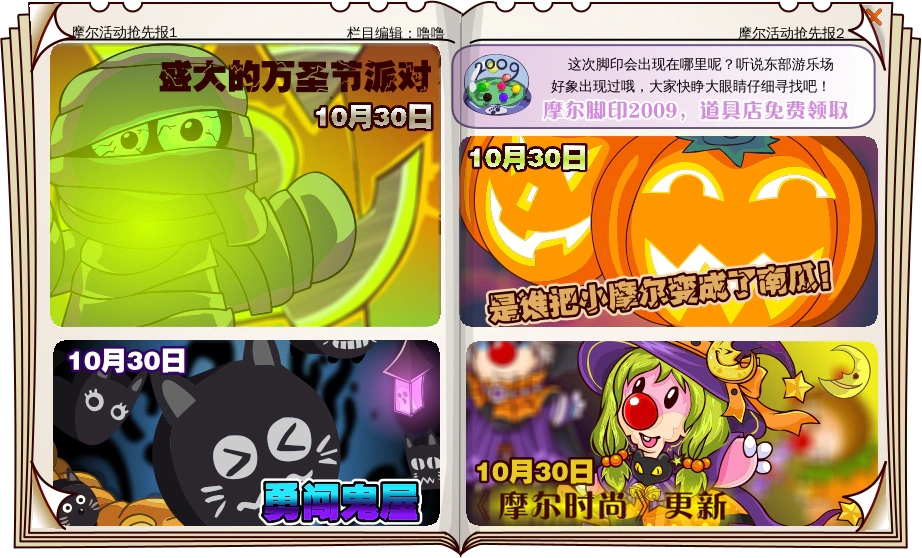 摩尔活动抢先报1
栏目编辑：噜噜
盛大的万圣节派对
10月30日
10月30日
勇闯鬼屋
摩尔活动抢先报2
2009
这次脚印会出现在哪里呢？听说东部游乐场
好象出现过哦，大家快睁大眼睛仔细寻找吧！
摩尔脚印2009，道具店免费领取
10月30日
是谁把小摩尔变成了南瓜！
10月30日
《摩尔时尚》更新